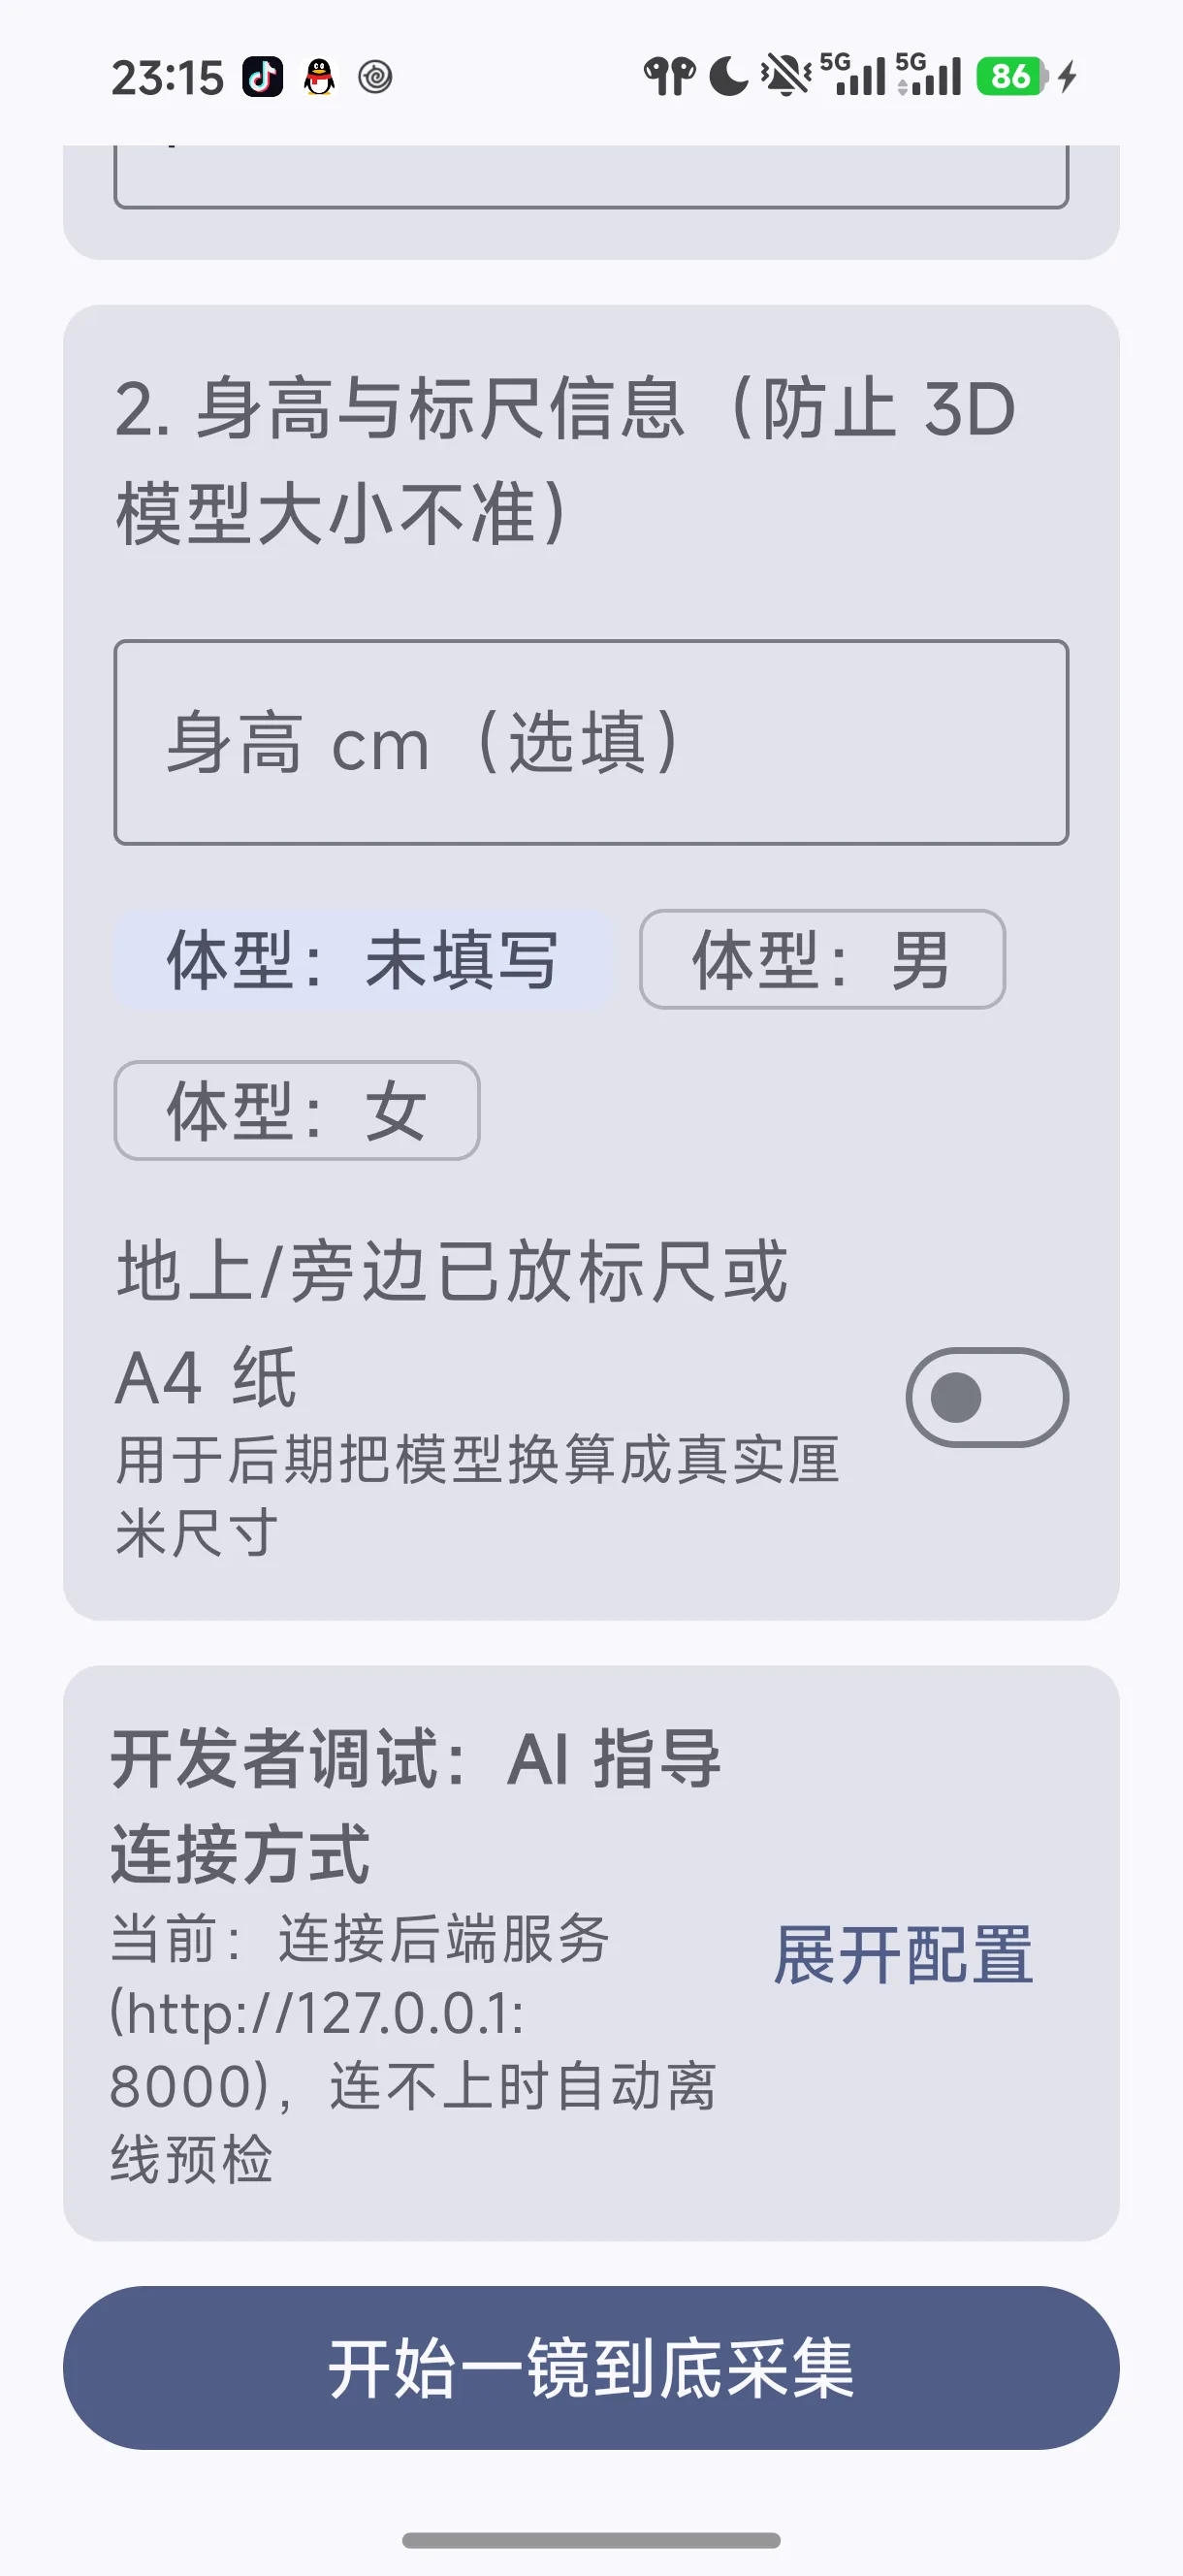 23:15
5G
5G
86
2. 身高与标尺信息（防止 3D
模型大小不准）
身高 cm（选填）
体型：未填写
体型：男
体型：女
地上/旁边已放标尺或
A4 纸
用于后期把模型换算成真实厘
米尺寸
开发者调试：AI 指导
连接方式
当前：连接后端服务
(http://127.0.0.1:
8000)，连不上时自动离
线预检
展开配置
开始一镜到底采集